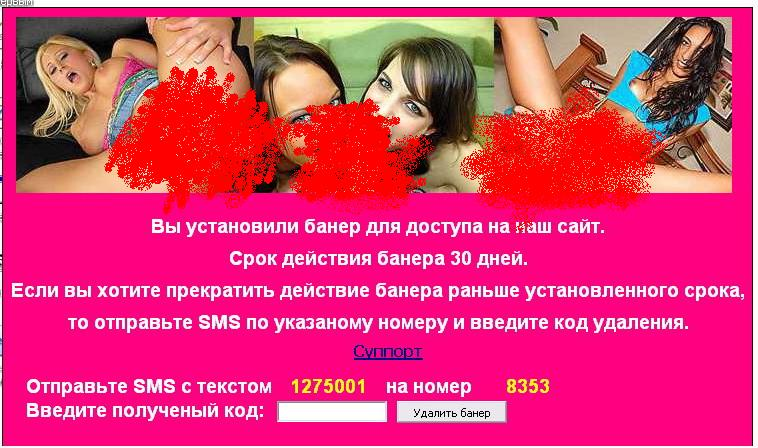 Вы установили банер для доступа на наш сайт.
Срок действия банера 30 дней.
Если вы хотите прекратить действие банера раньше установленного срока,
то отправьте SMS по указаному номеру и введите код удаления.
Суппорт
Отправьте SMS с текстом 1275001 на номер 8353
Введите полученый код: Удалить банер